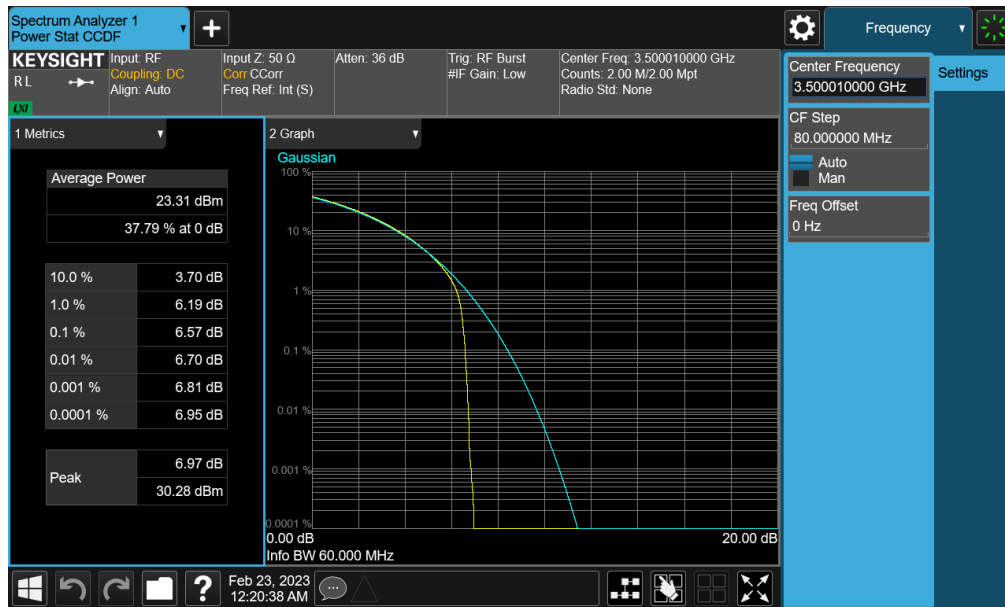 Spectrum Analyzer 1
Power Stat CCDF
Frequency
KEYSIGHT
RL
LXI
Input: RF
Coupling: DC
Align: Auto
Input Z: 50 Ω
Corr CCorr
Freq Ref: Int (S)
Atten: 36 dB
Trig: RF Burst
#IF Gain: Low
Center Freq: 3.500010000 GHz
Counts: 2.00 M/2.00 Mpt
Radio Std: None
Center Frequency
3.500010000 GHz
Settings
CF Step
80.000000 MHz
Auto
Man
Freq Offset
0 Hz
1 Metrics
Average Power
23.31 dBm
37.79 % at 0 dB
10.0 % 3.70 dB
1.0 % 6.19 dB
0.1 % 6.57 dB
0.01 % 6.70 dB
0.001 % 6.81 dB
0.0001 % 6.95 dB
Peak
6.97 dB
30.28 dBm
2 Graph
Gaussian
100 %
10 %
1 %
0.1 %
0.01 %
0.001 %
0.0001 %
0.00 dB 20.00 dB
Info BW 60.000 MHz
?
Feb 23, 2023
12:20:38 AM